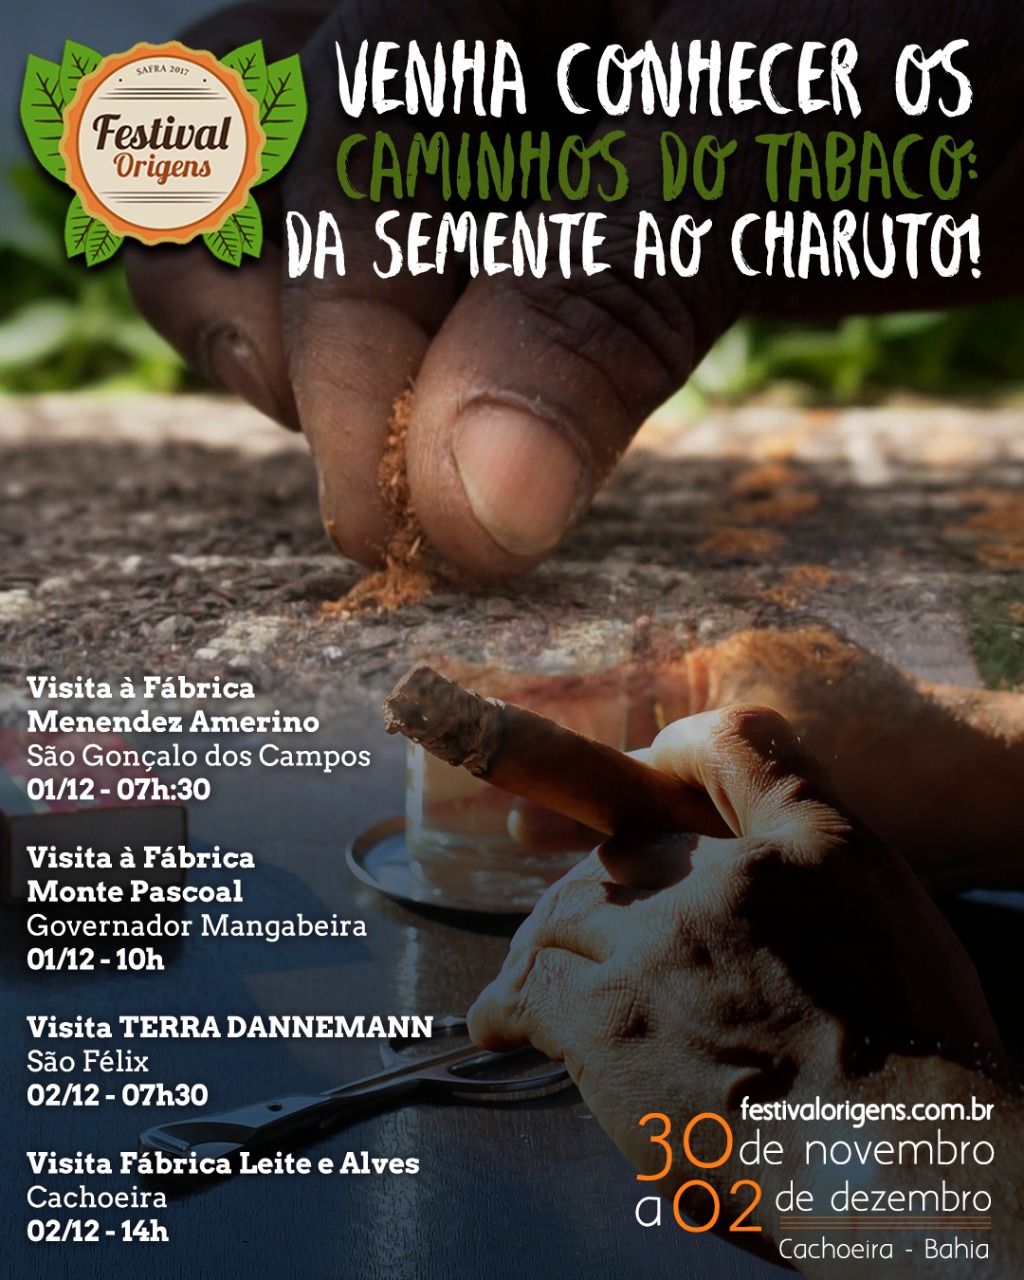 SAFRA 2017
Festival
Origens
VENHA CONHECER OS
CAMINHOS DO TABACO:
DA SEMENTE AO CHARUTO!
Visita à Fábrica
Menendez Amerino
São Gonçalo dos Campos
01/12 - 07h:30
Visita à Fábrica
Monte Pascoal
Governador Mangabeira
01/12 - 10h
Visita TERRA DANNEMANN
São Félix
02/12 - 07h30
Visita Fábrica Leite e Alves
Cachoeira
02/12 - 14h
festivalorigens.com.br
30 de novembro
a 02 de dezembro
Cachoeira - Bahia